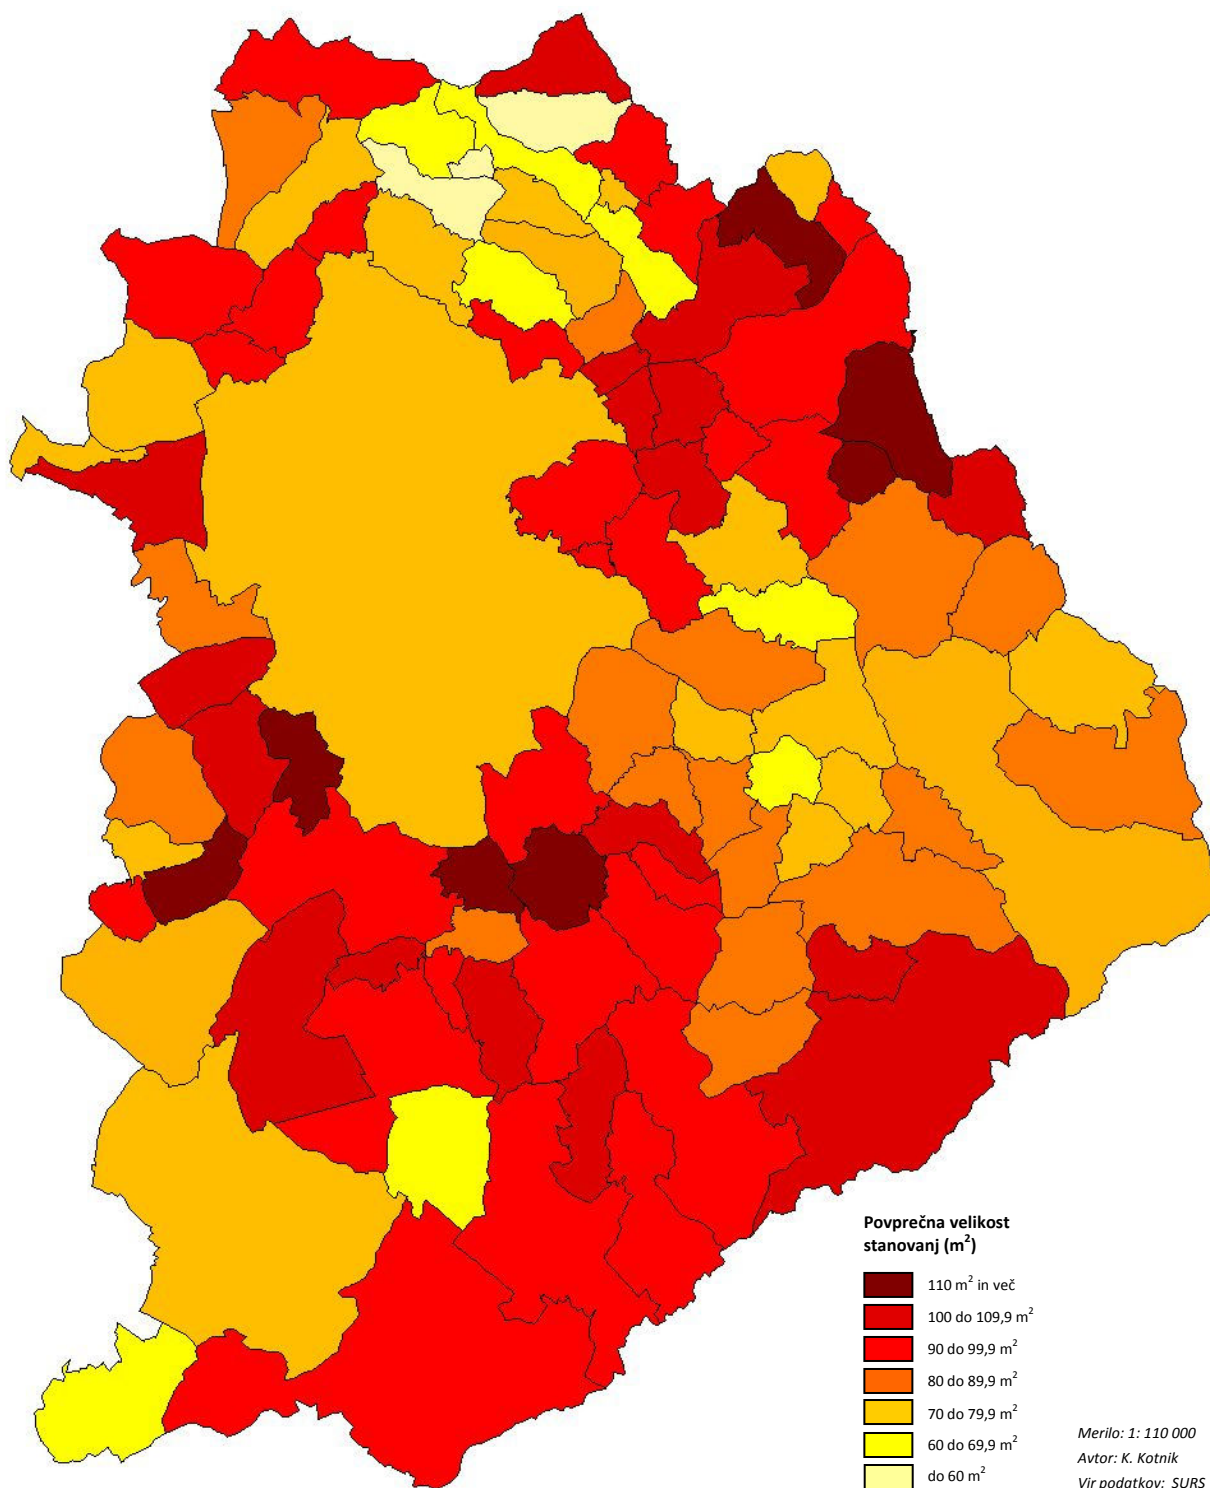 Povprečna velikost
stanovanj (m²)
110 m² in več
100 do 109,9 m²
90 do 99,9 m²
80 do 89,9 m²
70 do 79,9 m²
60 do 69,9 m²
do 60 m²
Merilo: 1: 110 000
Avtor: K. Kotnik
Vir podatkov: SURS